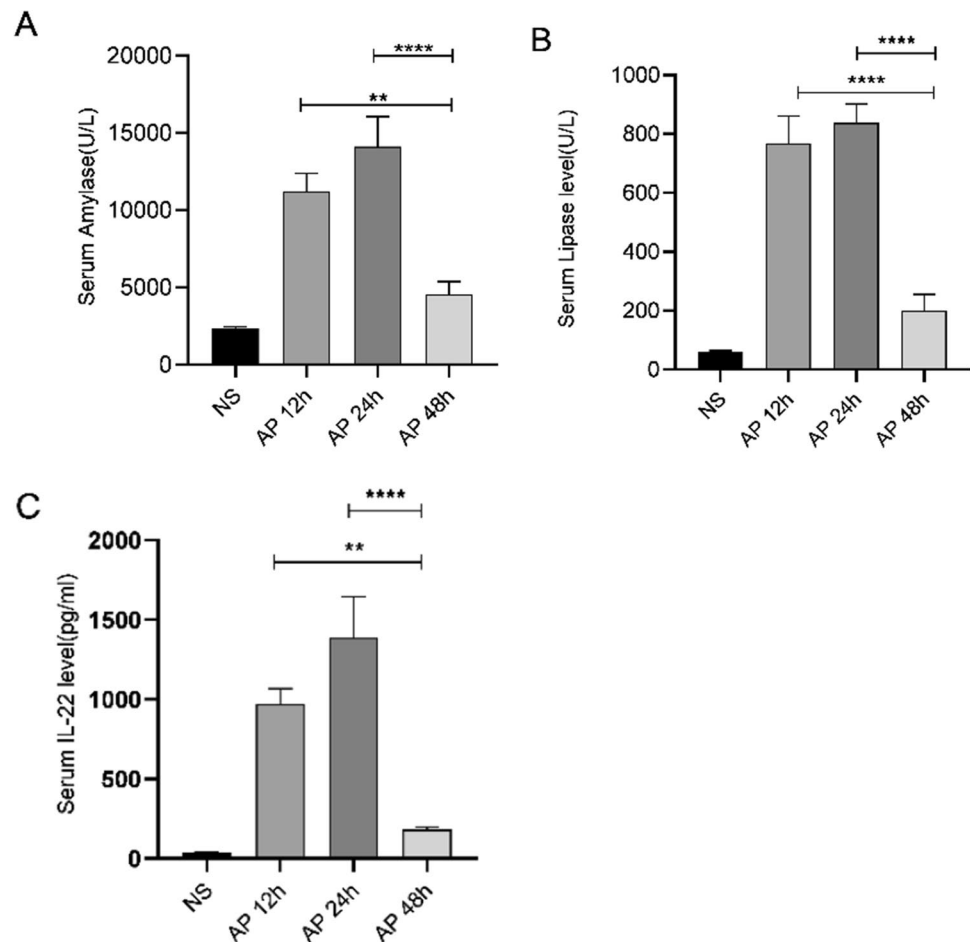 A
Serum Amylase(U/L)
20000
15000
10000
5000
0
****
**
NS
AP 12h
AP 24h
AP 48h
B
Serum Lipase level(U/L)
1000
800
600
400
200
0
****
****
NS
AP 12h
AP 24h
AP 48h
C
Serum IL-22 level(pg/ml)
2000
1500
1000
500
0
****
**
NS
AP 12h
AP 24h
AP 48h